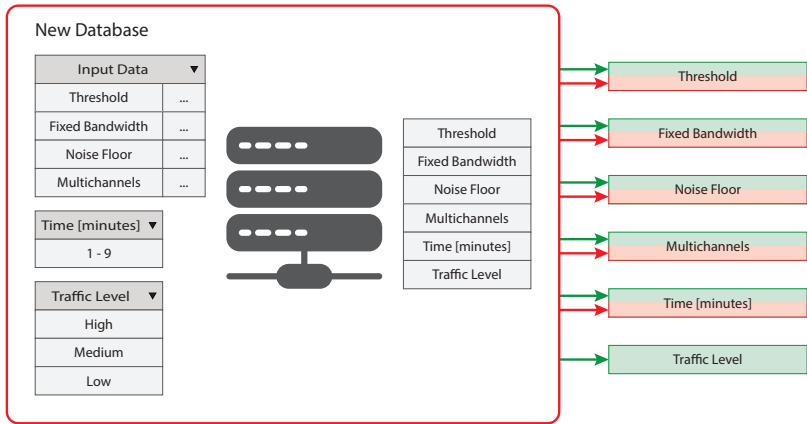 New Database
Input Data
Threshold ...
Fixed Bandwidth ...
Noise Floor ...
Multichannels ...
Time [minutes]
1 - 9
Traffic Level
High
Medium
Low
Threshold
Fixed Bandwidth
Noise Floor
Multichannels
Time [minutes]
Traffic Level
Threshold
Fixed Bandwidth
Noise Floor
Multichannels
Time [minutes]
Traffic Level